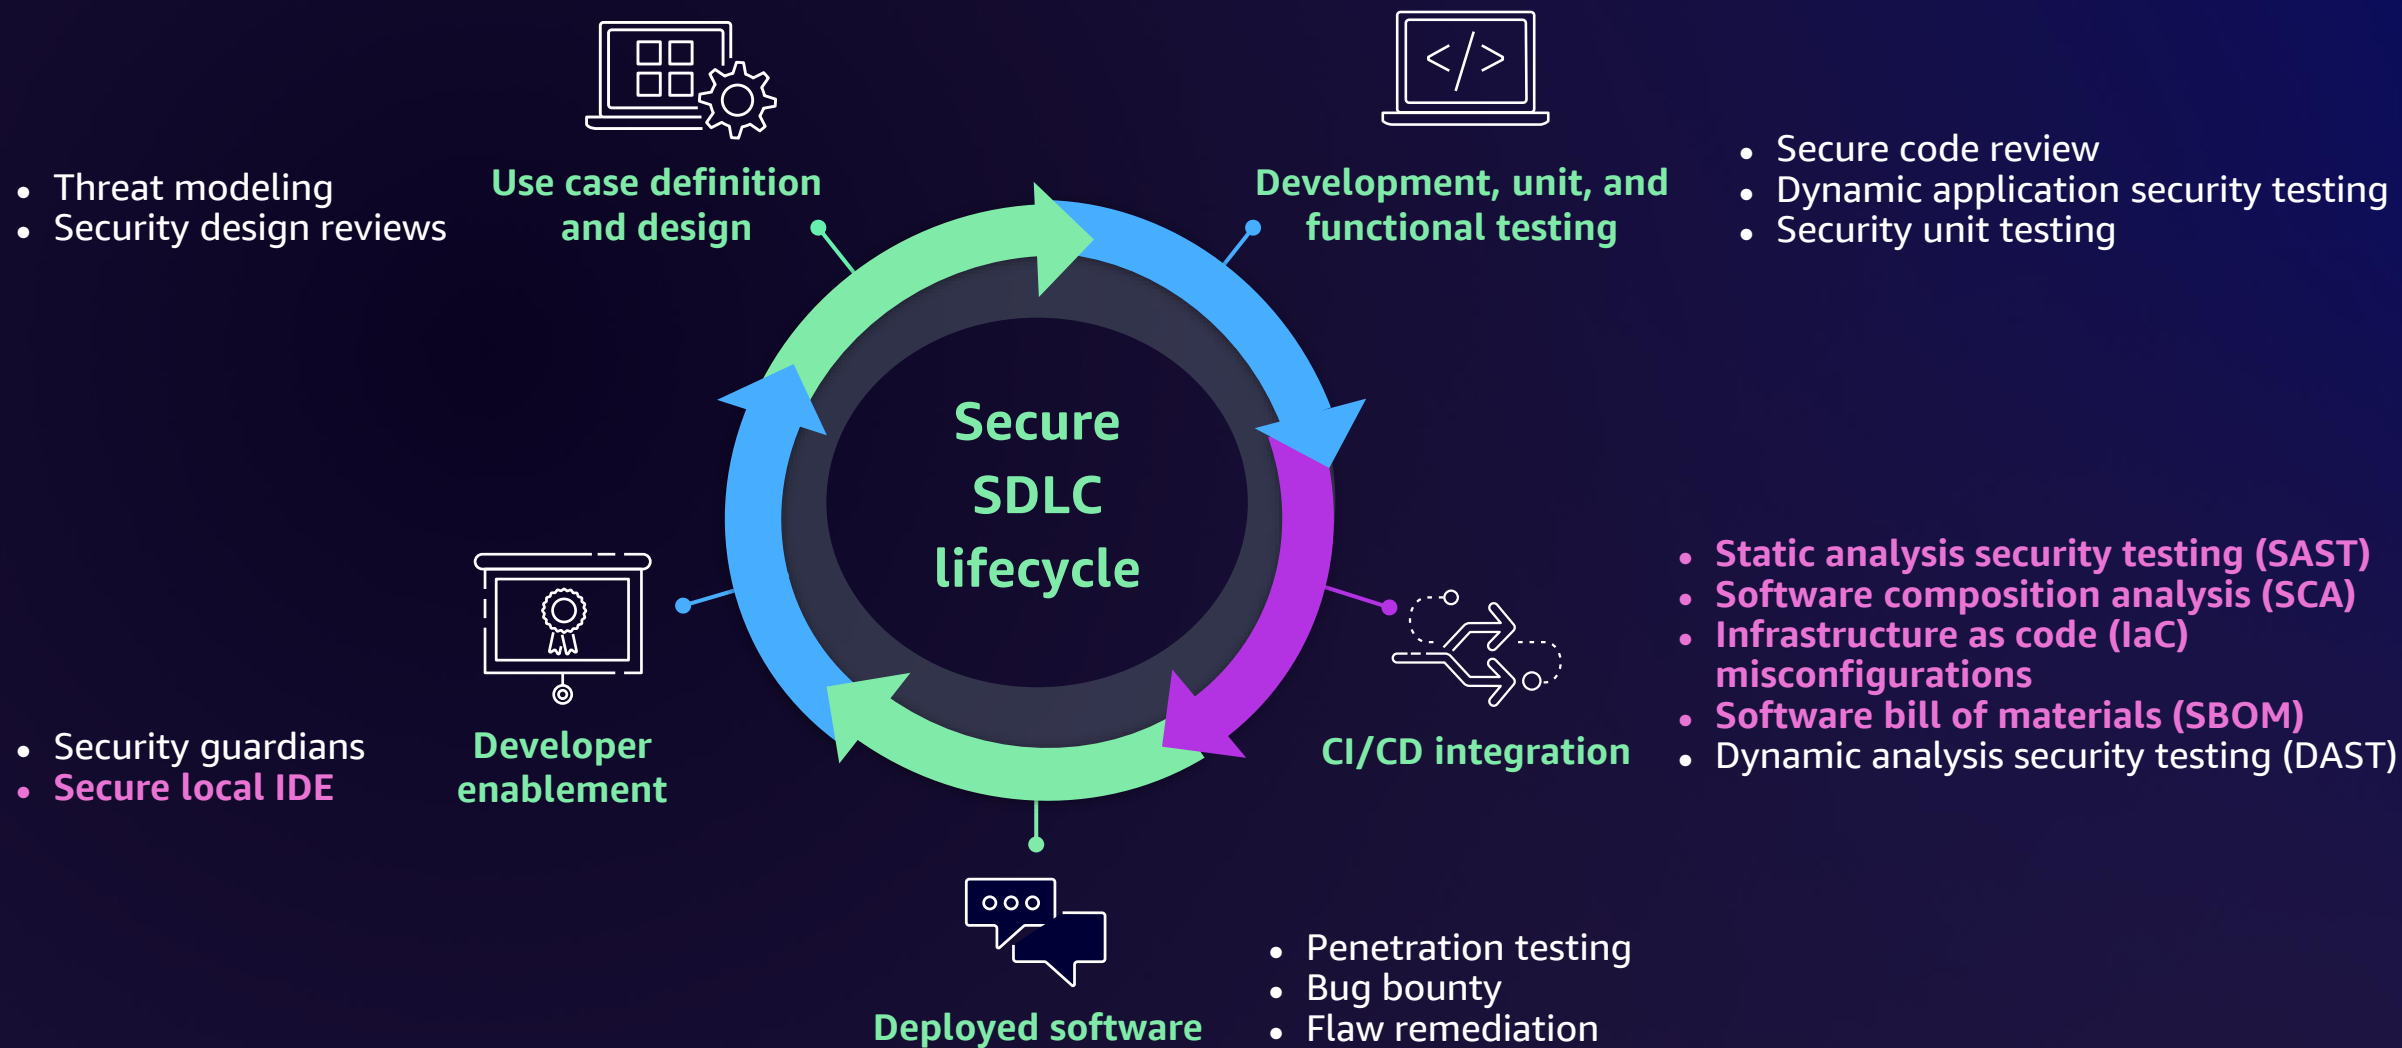 Use case definition
and design
• Threat modeling
• Security design reviews
Development, unit, and
functional testing
• Secure code review
• Dynamic application security testing
• Security unit testing
</>
Secure
SDLC
lifecycle
CI/CD integration
• Static analysis security testing (SAST)
• Software composition analysis (SCA)
• Infrastructure as code (IaC)
misconfigurations
• Software bill of materials (SBOM)
• Dynamic analysis security testing (DAST)
Developer
enablement
• Security guardians
• Secure local IDE
Deployed software
• Penetration testing
• Bug bounty
• Flaw remediation